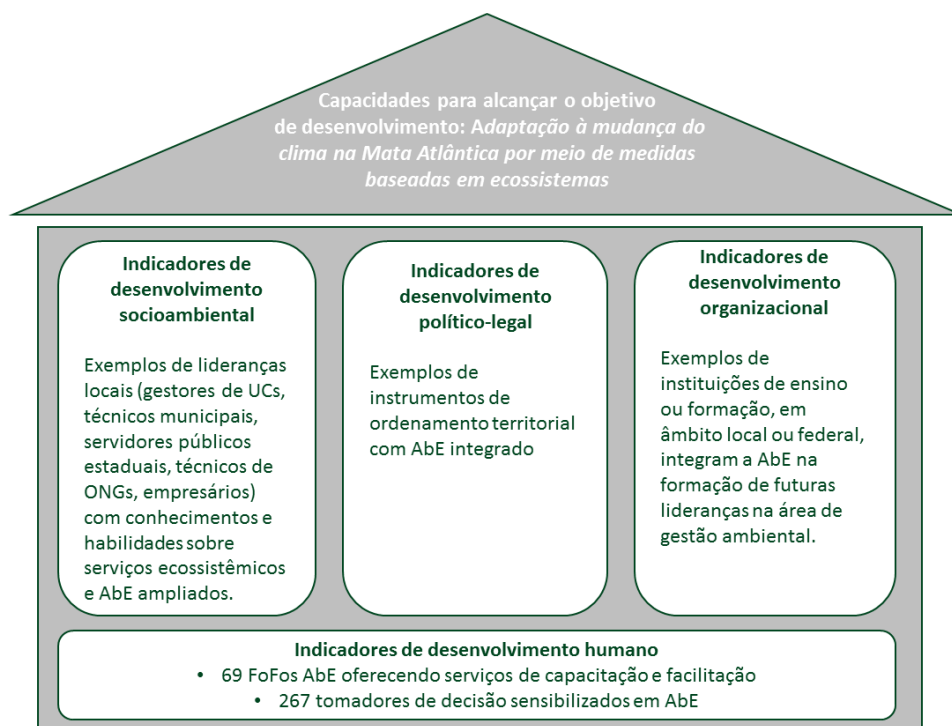 Capacidades para alcançar o objetivo
de desenvolvimento: Adaptação à mudança do
clima na Mata Atlântica por meio de medidas
baseadas em ecossistemas
Indicadores de
desenvolvimento
socioambiental
Exemplos de lideranças
locais (gestores de UCs,
técnicos municipais,
servidores públicos
estaduais, técnicos de
ONGs, empresários)
com conhecimentos e
habilidades sobre
serviços ecossistêmicos
e AbE ampliados.
Indicadores de
desenvolvimento
político-legal
Exemplos de
instrumentos de
ordenamento territorial
com AbE integrado
Indicadores de
desenvolvimento
organizacional
Exemplos de
instituições de ensino
ou formação, em
âmbito local ou federal,
integram a AbE na
formação de futuras
lideranças na área de
gestão ambiental.
Indicadores de desenvolvimento humano
• 69 FoFos AbE oferecendo serviços de capacitação e facilitação
• 267 tomadores de decisão sensibilizados em AbE